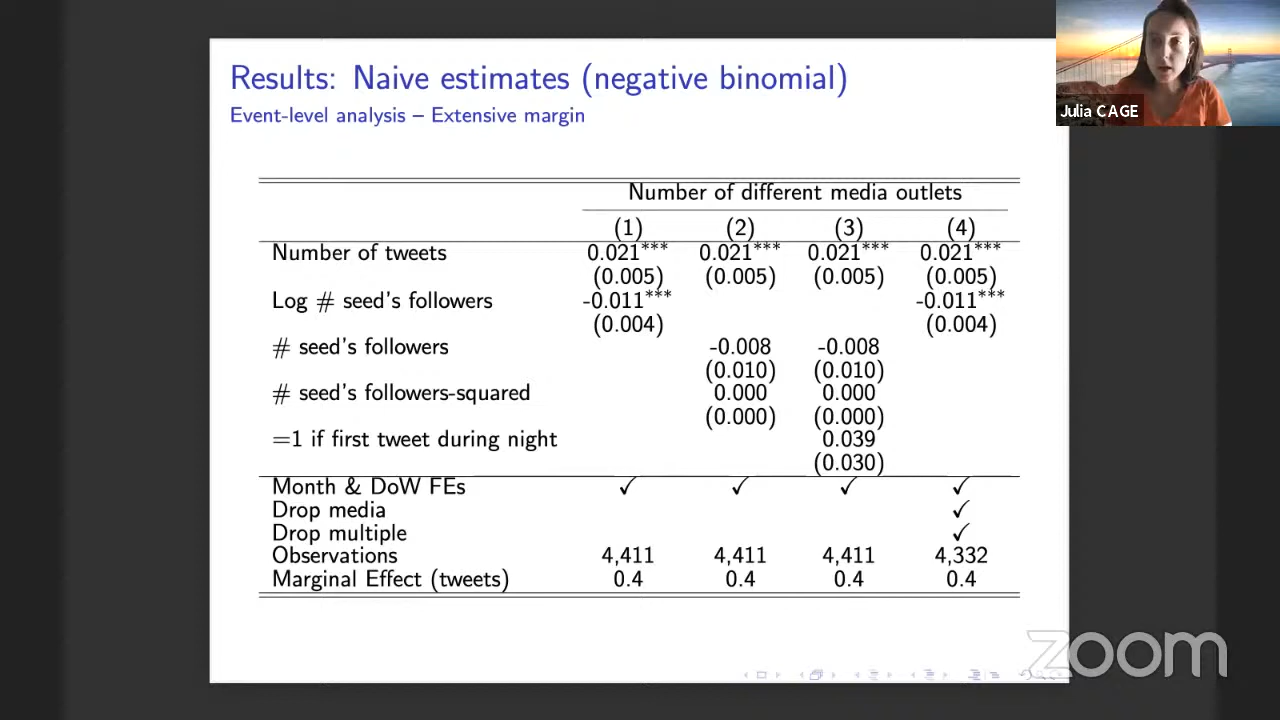 Results: Naive estimates (negative binomial)
Event-level analysis – Extensive margin
Julia CAGE
Number of different media outlets
(1) (2) (3) (4)
Number of tweets 0.021*** 0.021*** 0.021*** 0.021***
(0.005) (0.005) (0.005) (0.005)
Log # seed's followers -0.011*** -0.011***
(0.004) (0.004)
# seed's followers -0.008 -0.008
(0.010) (0.010)
# seed's followers-squared 0.000 0.000
(0.000) (0.000)
=1 if first tweet during night 0.039
(0.030)
Month & DoW FEs ✓ ✓ ✓ ✓
Drop media ✓
Drop multiple ✓
Observations 4,411 4,411 4,411 4,332
Marginal Effect (tweets) 0.4 0.4 0.4 0.4
zoom